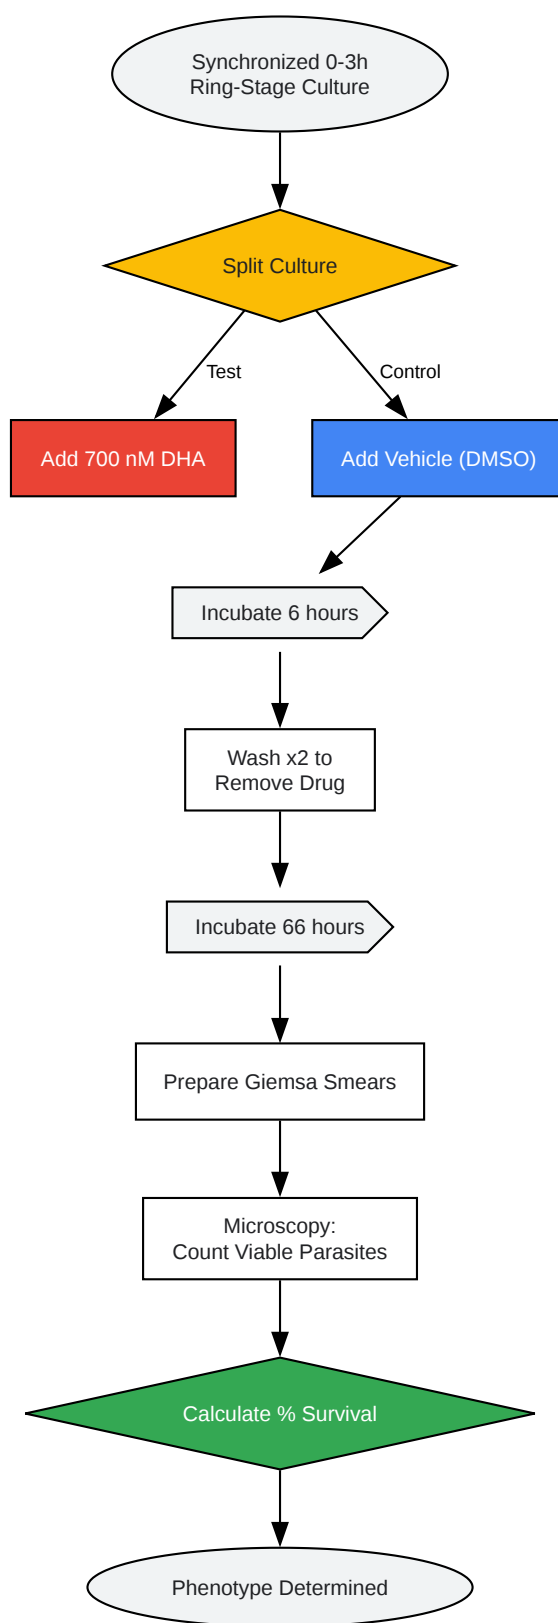 Synchronized 0-3h
Ring-Stage Culture
Split Culture
Test
Control
Add 700 nM DHA
Add Vehicle (DMSO)
Incubate 6 hours
Wash x2 to
Remove Drug
Incubate 66 hours
Prepare Giemsa Smears
Microscopy:
Count Viable Parasites
Calculate % Survival
Phenotype Determined